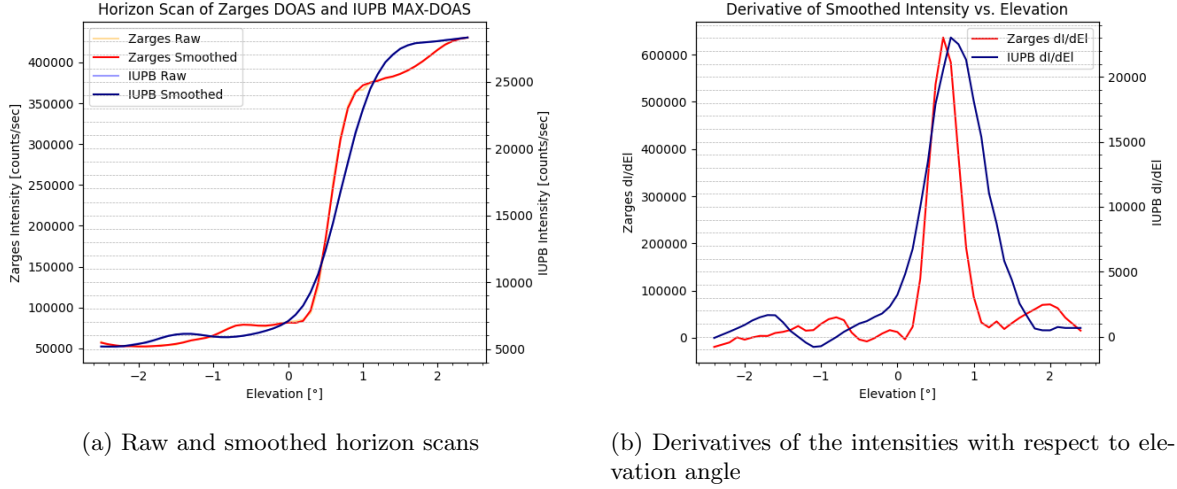 Horizon Scan of Zarges DOAS and IUPB MAX-DOAS
Zarges Raw
Zarges Smoothed
IUPB Raw
IUPB Smoothed
Zarges Intensity [counts/sec]
400000
350000
300000
250000
200000
150000
100000
50000
IUPB Intensity [counts/sec]
25000
20000
15000
10000
5000
−2 −1 0 1 2
Elevation [°]
(a) Raw and smoothed horizon scans
Derivative of Smoothed Intensity vs. Elevation
Zarges dI/dEl
IUPB dI/dEl
Zarges dI/dEl
600000
500000
400000
300000
200000
100000
0
IUPB dI/dEl
20000
15000
10000
5000
0
−2 −1 0 1 2
Elevation [°]
(b) Derivatives of the intensities with respect to ele-
vation angle